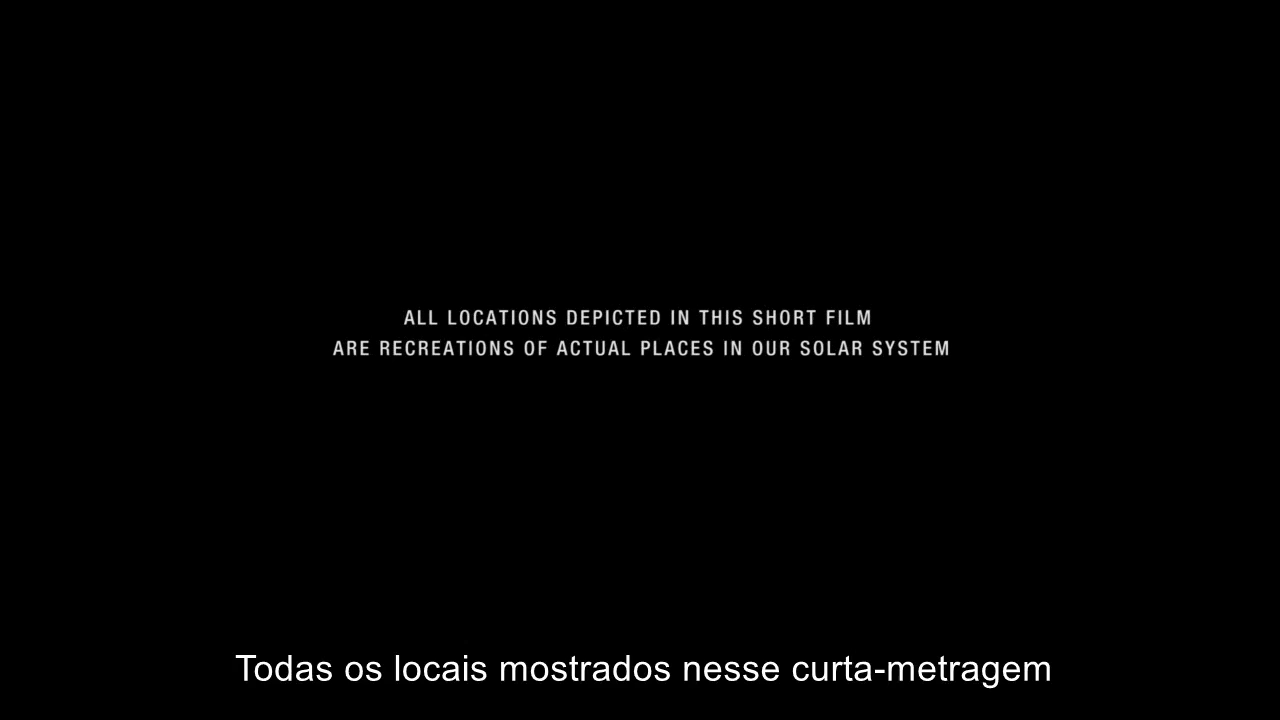 ALL LOCATIONS DEPICTED IN THIS SHORT FILM
ARE RECREATIONS OF ACTUAL PLACES IN OUR SOLAR SYSTEM
Todas os locais mostrados nesse curta-metragem